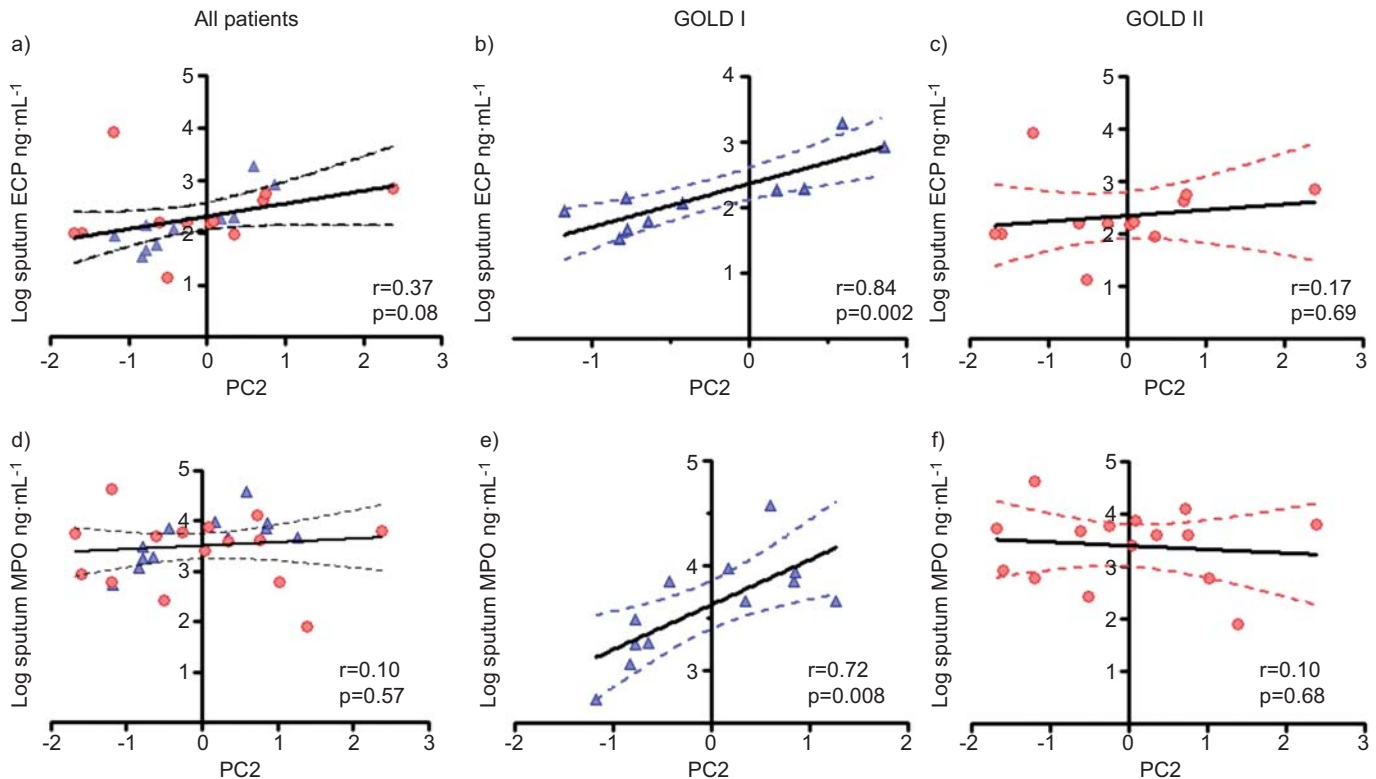 All patients
GOLD I
GOLD II
a)
b)
c)
Log sputum ECP ng·mL-1
5
4
3
2
1
-2 -1 0 1 2 3
PC2
r=0.37
p=0.08
Log sputum ECP ng·mL-1
4
3
2
1
-1 0 1
PC2
r=0.84
p=0.002
Log sputum ECP ng·mL-1
5
4
3
2
1
-2 -1 0 1 2 3
PC2
r=0.17
p=0.69
d)
e)
f)
Log sputum MPO ng·mL-1
5
4
3
2
1
-2 -1 0 1 2 3
PC2
r=0.10
p=0.57
Log sputum MPO ng·mL-1
5
4
3
-2 -1 0 1 2
PC2
r=0.72
p=0.008
Log sputum MPO ng·mL-1
5
4
3
2
1
-2 -1 0 1 2 3
PC2
r=0.10
p=0.68